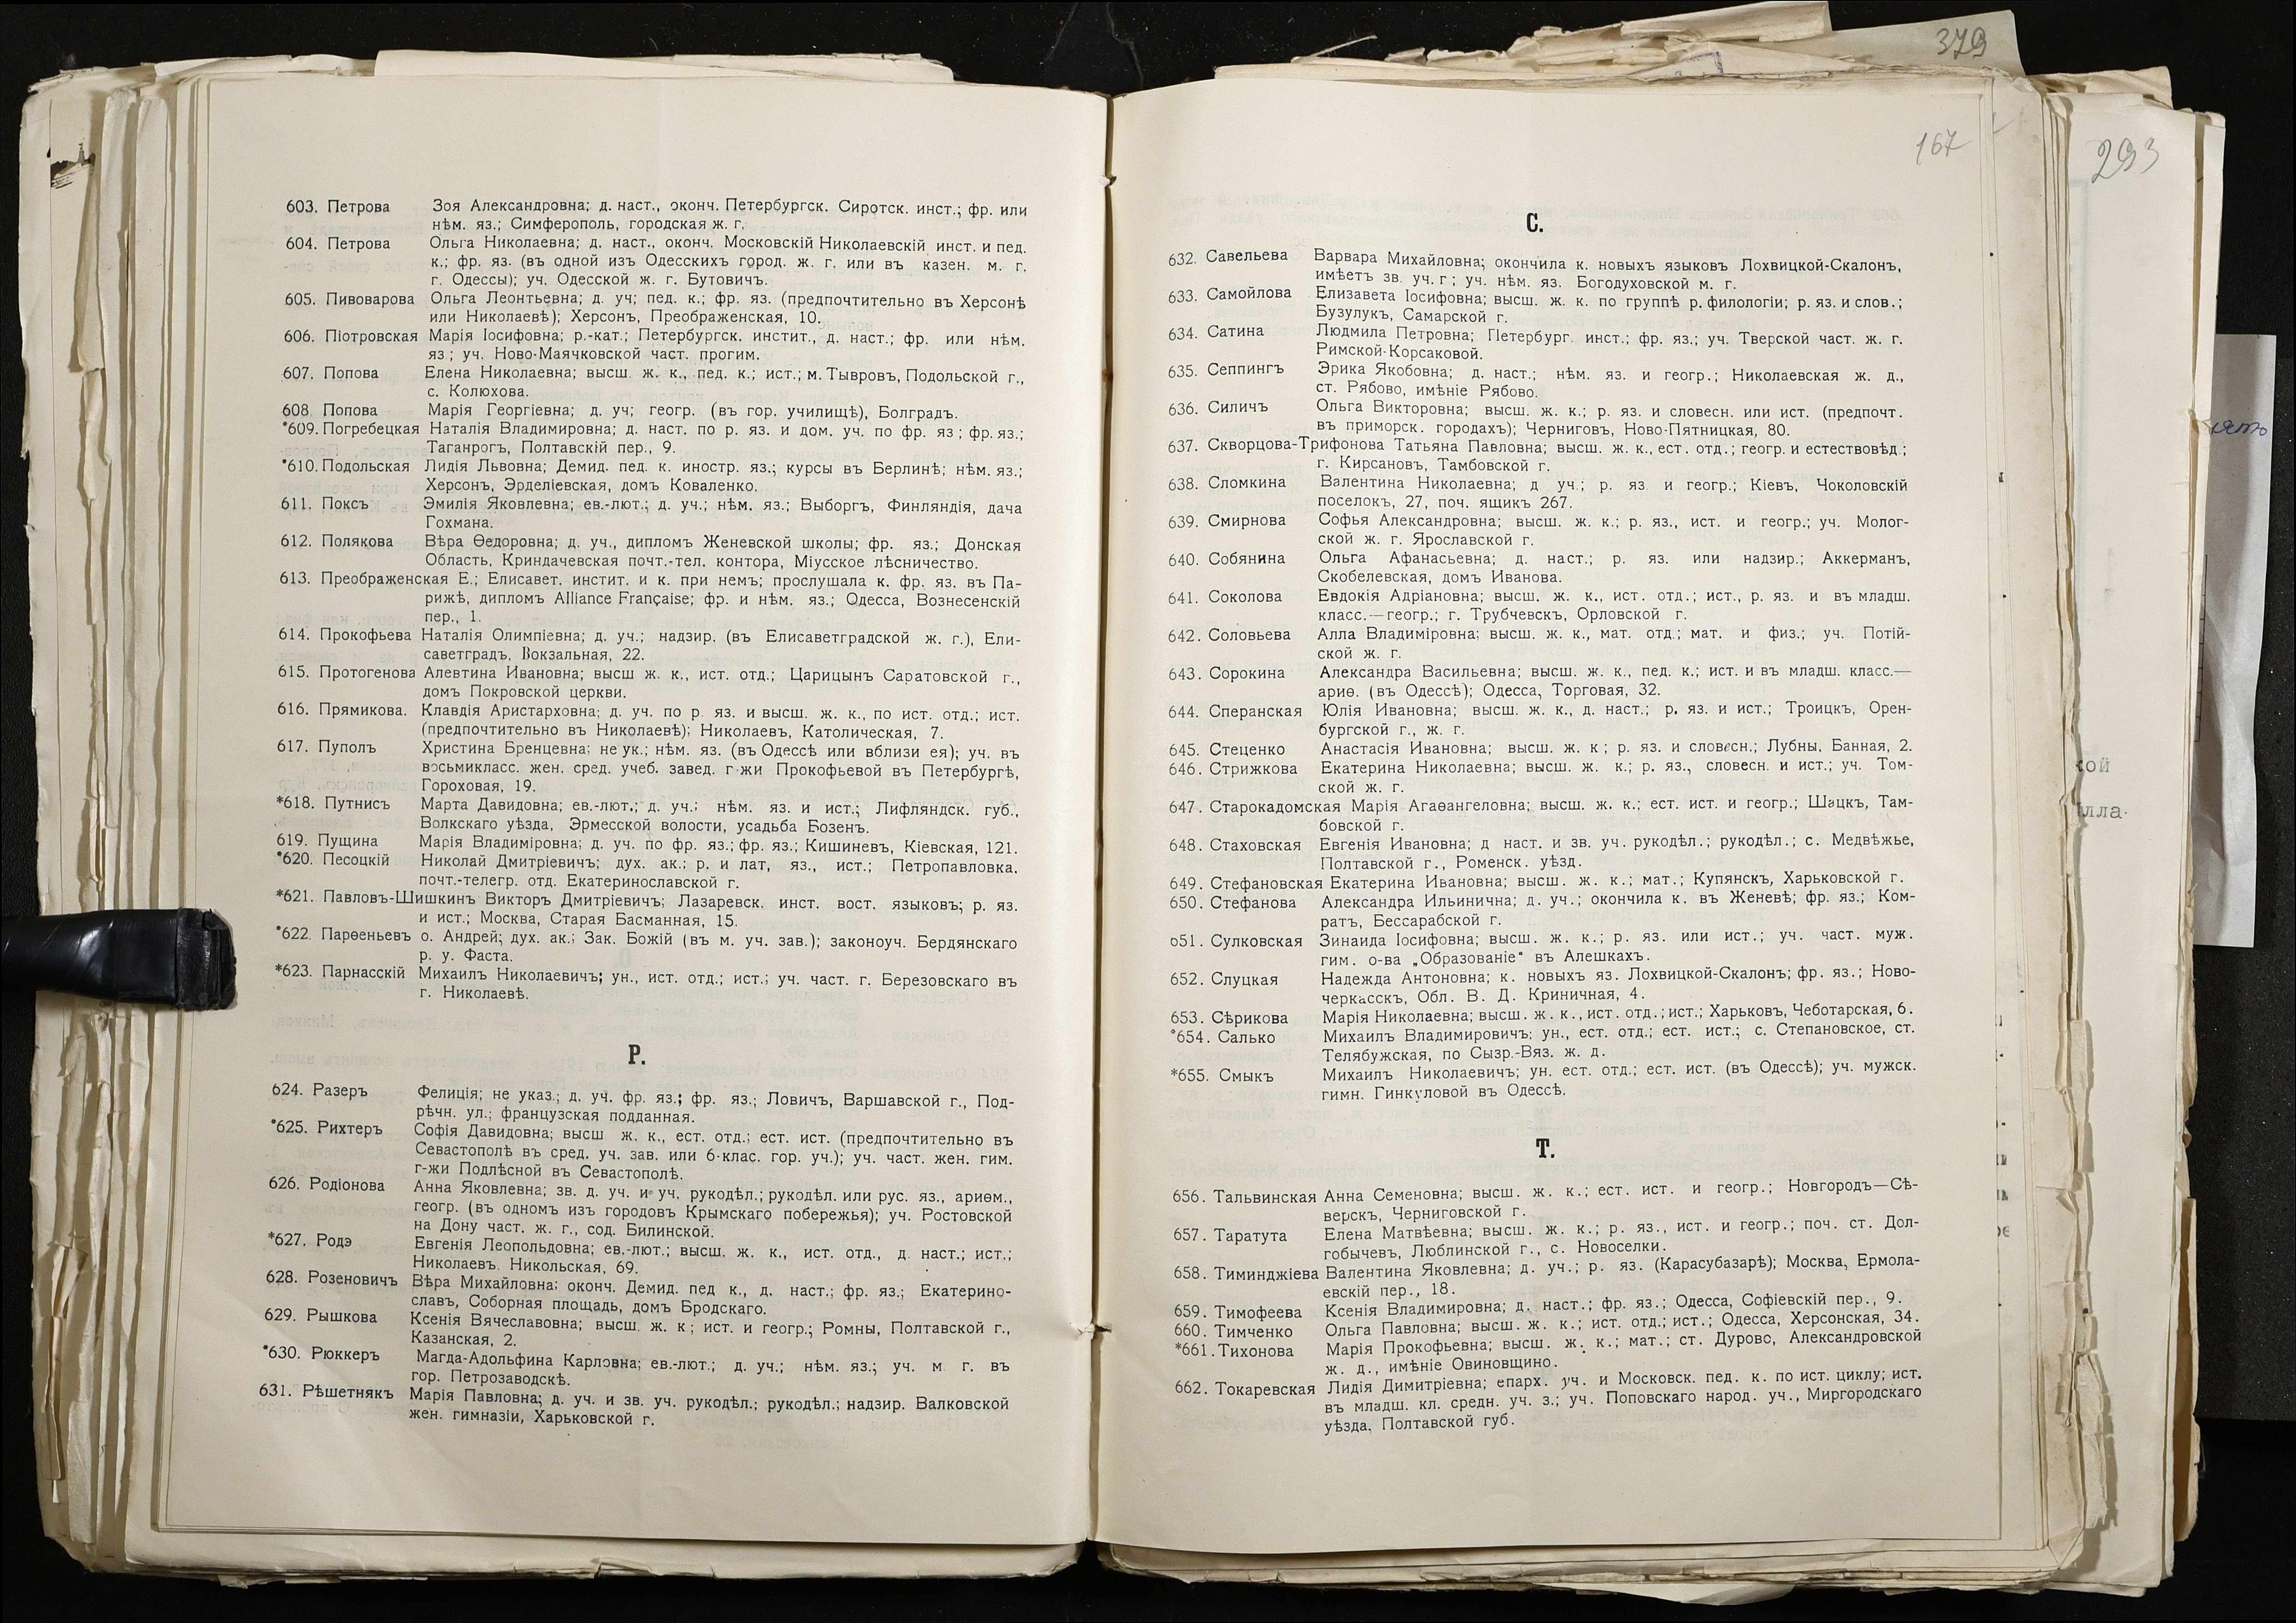 379
167
293
603. Петрова Зоя Александровна; д. наст., оконч. Петербургск. Сиротск. инст.; фр. или
нѣм. яз.; Симферополь, городская ж. г.
604. Петрова Ольга Николаевна; д. наст., оконч. Московскій Николаевскій инст. и пед.
к.; фр. яз. (въ одной изъ Одесскихъ город. ж. г. или въ казен. м. г.
г. Одессы); уч. Одесской ж. г. Бутовичъ.
605. Пивоварова Ольга Леонтьевна; д. уч; пед. к.; фр. яз. (предпочтительно въ Херсонѣ
или Николаевѣ); Херсонъ, Преображенская, 10.
606. Піотровская Марія Іосифовна; р.-кат.; Петербургск. инстит., д. наст.; фр. или нѣм.
яз; уч. Ново-Маячковской част. прогим.
607. Попова Елена Николаевна; высш. ж. к., пед. к.; ист.; м. Тывровъ, Подольской г.,
с. Колюхова.
608. Попова Марія Георгіевна; д. уч; геогр. (въ гор. училищѣ), Болградъ.
*609. Погребецкая Наталія Владимировна; д. наст. по р. яз. и дом. уч. по фр. яз; фр. яз.;
Таганрогъ, Полтавскій пер., 9.
*610. Подольская Лидія Львовна; Демид. пед. к. иностр. яз.; курсы въ Берлинѣ; нѣм. яз.;
Херсонъ, Эрделіевская, домъ Коваленко.
611. Поксъ Эмилія Яковлевна; ев.-лют.; д. уч.; нѣм. яз.; Выборгъ, Финляндія, дача
Гохмана.
612. Полякова Вѣра Ѳедоровна; д. уч., дипломъ Женевской школы; фр. яз.; Донская
Область, Криндачевская почт.-тел. контора, Міусское лѣсничество.
613. Преображенская Е.; Елисавет. инстит. и к. при немъ; прослушала к. фр. яз. въ Па-
рижѣ, дипломъ Alliance Française; фр. и нѣм. яз.; Одесса, Вознесенскій
пер., 1.
614. Прокофьева Наталія Олимпіевна; д. уч.; надзир. (въ Елисаветградской ж. г.), Ели-
саветградъ, Вокзальная, 22.
615. Протогенова Алевтина Ивановна; высш ж. к., ист. отд.; Царицынъ Саратовской г.,
домъ Покровской церкви.
616. Прямикова. Клавдія Аристарховна; д. уч. по р. яз. и высш. ж. к., по ист. отд.; ист.
(предпочтительно въ Николаевѣ); Николаевъ, Католическая, 7.
617. Пуполъ Христина Бренцевна; не ук.; нѣм. яз. (въ Одессѣ или вблизи ея); уч. въ
восьмикласс. жен. сред. учеб. завед. г-жи Прокофьевой въ Петербургѣ,
Гороховая, 19.
*618. Путнисъ Марта Давидовна; ев.-лют.; д. уч.; нѣм. яз. и ист.; Лифляндск. губ.,
Волкскаго уѣзда, Эрмесской волости, усадьба Бозенъ.
619. Пущина Марія Владиміровна; д. уч. по фр. яз.; фр. яз.; Кишиневъ, Кіевская, 121.
*620. Песоцкій Николай Дмитріевичъ; дух. ак.; р. и лат, яз., ист.; Петропавловка.
почт.-телегр. отд. Екатеринославской г.
*621. Павловъ-Шишкинъ Викторъ Дмитріевичъ; Лазаревск. инст. вост. языковъ; р. яз.
и ист.; Москва, Старая Басманная, 15.
*622. Парѳеньевъ о. Андрей; дух. ак.; Зак. Божій (въ м. уч. зав.); законоуч. Бердянскаго
р. у. Фаста.
*623. Парнасскій Михаилъ Николаевичъ; ун., ист. отд.; ист.; уч. част. г. Березовскаго въ
г. Николаевѣ.
Р.
624. Разеръ Фелиція; не указ.; д. уч. фр. яз.; фр. яз.; Ловичъ, Варшавской г., Под-
рѣчн. ул.; французская подданная.
*625. Рихтеръ Софія Давидовна; высш ж. к., ест. отд.; ест. ист. (предпочтительно въ
Севастополѣ въ сред. уч. зав. или 6-клас. гор. уч.); уч. част. жен. гим.
г-жи Подлѣсной въ Севастополѣ.
626. Родіонова Анна Яковлевна; зв. д. уч. и уч. рукодѣл.; рукодѣл. или рус. яз., ариѳм.,
геогр. (въ одномъ изъ городовъ Крымскаго побережья); уч. Ростовской
на Дону част. ж. г., сод. Билинской.
*627. Родэ Евгенія Леопольдовна; ев.-лют.; высш. ж. к., ист. отд., д. наст.; ист.;
Николаевъ. Никольская, 69.
628. Розеновичъ Вѣра Михайловна; оконч. Демид. пед к., д. наст.; фр. яз.; Екатерино-
славъ, Соборная площадь, домъ Бродскаго.
629. Рышкова Ксенія Вячеславовна; высш. ж. к; ист. и геогр.; Ромны, Полтавской г.,
Казанская, 2.
*630. Рюккеръ Магда-Адольфина Карловна; ев.-лют.; д. уч.; нѣм. яз.; уч. м г. въ
гор. Петрозаводскѣ.
631. Рѣшетнякъ Марія Павловна; д. уч. и зв. уч. рукодѣл.; рукодѣл.; надзир. Валковской
жен. гимназіи, Харьковской г.
С.
632. Савельева Варвара Михайловна; окончила к. новыхъ языковъ Лохвицкой-Скалонъ,
имѣетъ зв. уч. г; уч. нѣм. яз. Богодуховской м. г.
633. Самойлова Елизавета Іосифовна; высш. ж. к. по группѣ р. филологіи; р. яз. и слов.;
Бузулукъ, Самарской г.
634. Сатина Людмила Петровна; Петербург. инст.; фр. яз.; уч. Тверской част. ж. г.
Римской-Корсаковой.
635. Сеппингъ Эрика Якобовна; д. наст.; нѣм. яз. и геогр.; Николаевская ж. д.,
ст. Рябово, имѣніе Рябово.
636. Силичъ Ольга Викторовна; высш. ж. к.; р. яз. и словесн. или ист. (предпочт.
въ приморск. городахъ); Черниговъ, Ново-Пятницкая, 80.
637. Скворцова-Трифонова Татьяна Павловна; высш. ж. к., ест. отд.; геогр. и естествовѣд.;
г. Кирсановъ, Тамбовской г.
638. Сломкина Валентина Николаевна; д уч.; р. яз и геогр.; Кіевъ, Чоколовскій
поселокъ, 27, поч. ящикъ 267.
639. Смирнова Софья Александровна; высш. ж. к.; р. яз., ист. и геогр.; уч. Молог-
ской ж. г. Ярославской г.
640. Собянина Ольга Афанасьевна; д. наст.; р. яз. или надзир.; Аккерманъ,
Скобелевская, домъ Иванова.
641. Соколова Евдокія Адріановна; высш. ж. к., ист. отд.; ист., р. яз. и въ младш.
класс.—геогр.; г. Трубчевскъ, Орловской г.
642. Соловьева Алла Владиміровна; высш. ж. к., мат. отд.; мат. и физ.; уч. Потій-
ской ж. г.
643. Сорокина Александра Васильевна; высш. ж. к., пед. к.; ист. и въ младш. класс.—
ариѳ. (въ Одессѣ); Одесса, Торговая, 32.
644. Сперанская Юлія Ивановна; высш. ж. к., д. наст.; р. яз. и ист.; Троицкъ, Орен-
бургской г., ж. г.
645. Стеценко Анастасія Ивановна; высш. ж. к; р. яз. и словесн.; Лубны, Банная, 2.
646. Стрижкова Екатерина Николаевна; высш. ж. к.; р. яз., словесн. и ист.; уч. Том-
ской ж. г.
647. Старокадомская Марія Агаѳангеловна; высш. ж. к.; ест. ист. и геогр.; Шацкъ, Там-
бовской г.
648. Стаховская Евгенія Ивановна; д наст. и зв. уч. рукодѣл.; рукодѣл.; с. Медвѣжье,
Полтавской г., Роменск. уѣзд.
649. Стефановская Екатерина Ивановна; высш. ж. к.; мат.; Купянскъ, Харьковской г.
650. Стефанова Александра Ильинична; д. уч.; окончила к. въ Женевѣ; фр. яз.; Ком-
ратъ, Бессарабской г.
651. Сулковская Зинаида Іосифовна; высш. ж. к.; р. яз. или ист.; уч. част. муж.
гим. о-ва „Образованіе" въ Алешкахъ.
652. Слуцкая Надежда Антоновна; к. новыхъ яз. Лохвицкой-Скалонъ; фр. яз.; Ново-
черкасскъ, Обл. В. Д. Криничная, 4.
653. Сѣрикова Марія Николаевна; высш. ж. к., ист. отд.; ист.; Харьковъ, Чеботарская, 6.
*654. Салько Михаилъ Владимировичъ; ун., ест. отд.; ест. ист.; с. Степановское, ст.
Телябужская, по Сызр.-Вяз. ж. д.
*655. Смыкъ Михаилъ Николаевичъ; ун. ест. отд.; ест. ист. (въ Одессѣ); уч. мужск.
гимн. Гинкуловой въ Одессѣ.
Т.
656. Тальвинская Анна Семеновна; высш. ж. к.; ест. ист. и геогр.; Новгородъ—Сѣ-
верскъ, Черниговской г.
657. Таратута Елена Матвѣевна; высш. ж. к.; р. яз., ист. и геогр.; поч. ст. Дол-
гобычевъ, Люблинской г., с. Новоселки.
658. Тиминджіева Валентина Яковлевна; д. уч.; р. яз. (Карасубазарѣ); Москва, Ермола-
евскій пер., 18.
659. Тимофеева Ксенія Владимировна; д. наст.; фр. яз.; Одесса, Софіевскій пер., 9.
660. Тимченко Ольга Павловна; высш. ж. к.; ист. отд.; ист.; Одесса, Херсонская, 34.
*661. Тихонова Марія Прокофьевна; высш. ж. к.; мат.; ст. Дурово, Александровской
ж. д., имѣніе Овиновщино.
662. Токаревская Лидія Димитріевна; епарх. уч. и Московск. пед. к. по ист. циклу; ист.
въ младш. кл. средн. уч. з.; уч. Поповскаго народ. уч., Миргородскаго
уѣзда, Полтавской губ.